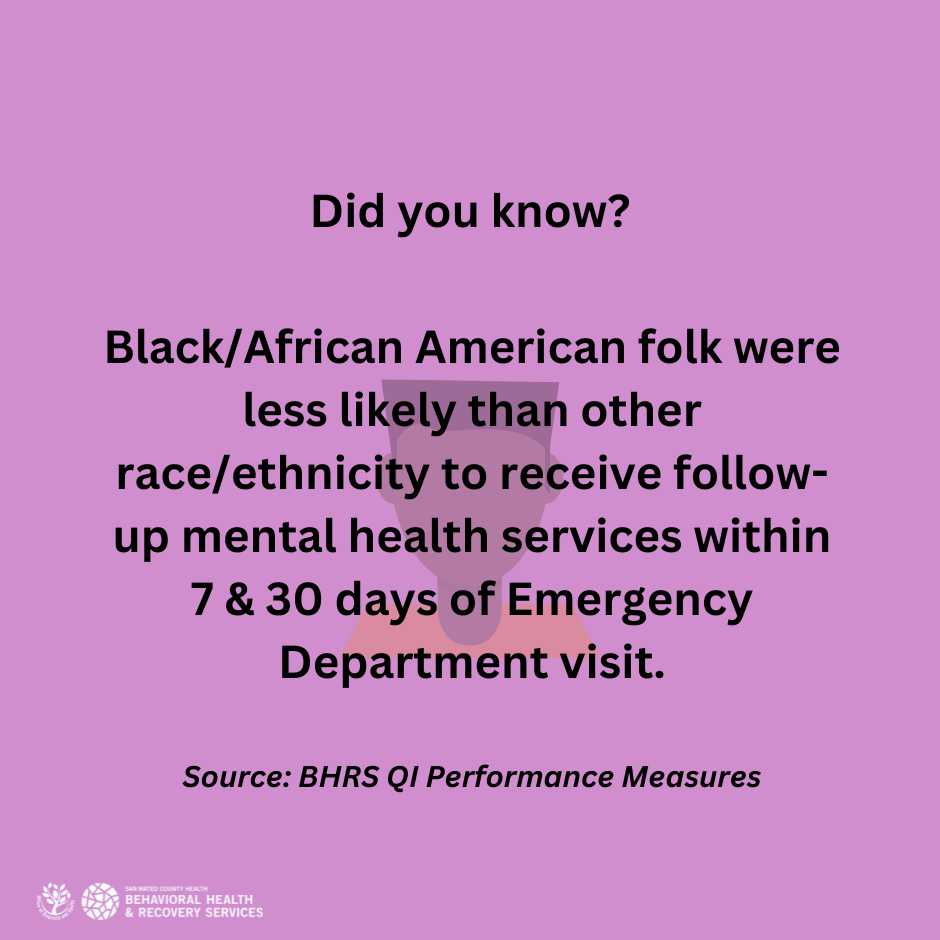 Did you know?
Black/African American folk were
less likely than other
race/ethnicity to receive follow-
up mental health services within
7 & 30 days of Emergency
Department visit.
Source: BHRS QI Performance Measures
SAN MATEO COUNTY HEALTH
BEHAVIORAL HEALTH
& RECOVERY SERVICES